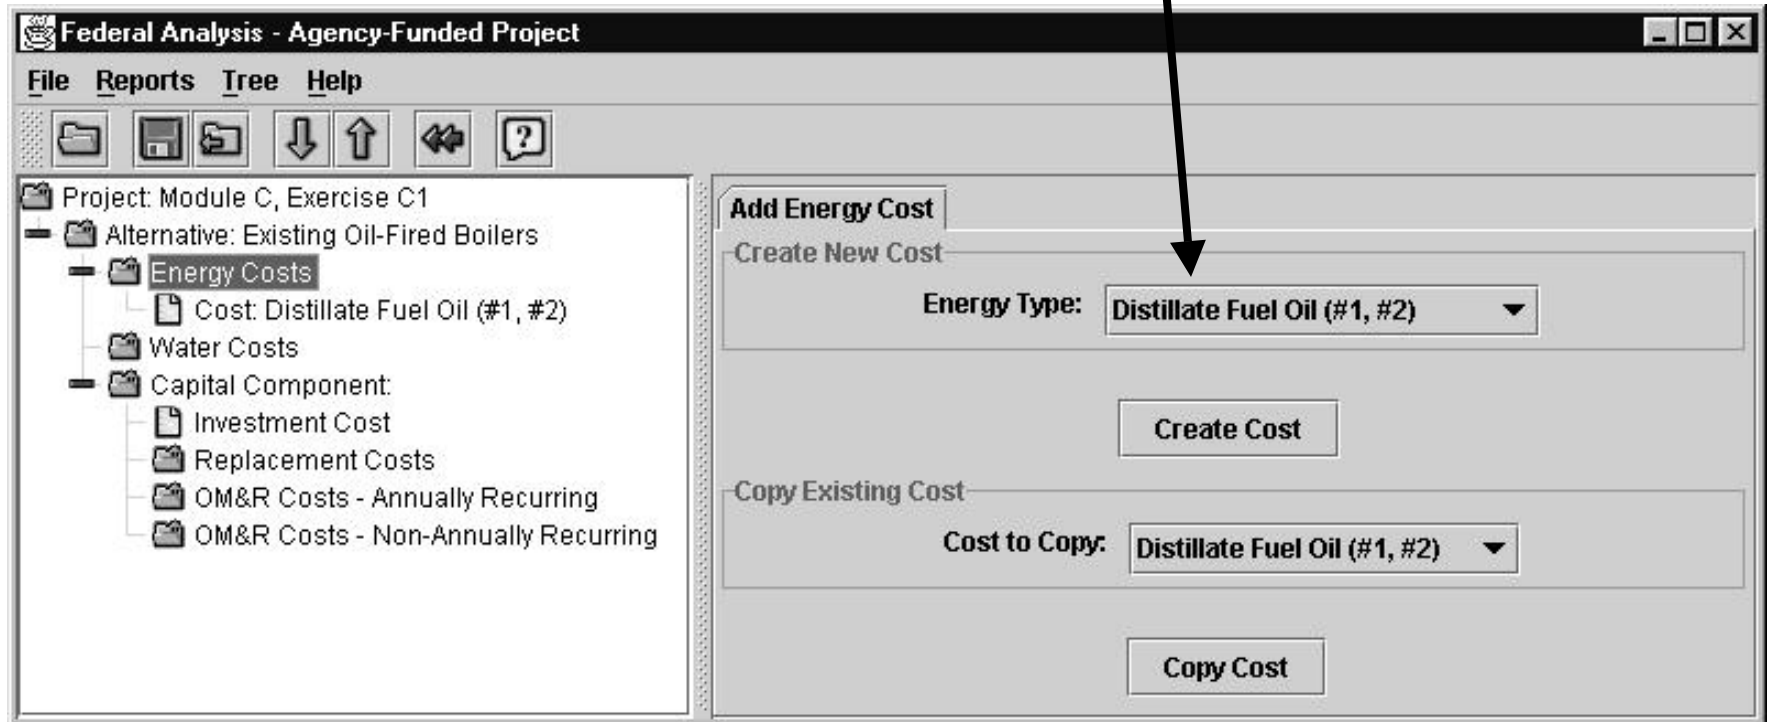 Federal Analysis - Agency-Funded Project
File Reports Tree Help
?
Project: Module C, Exercise C1
Alternative: Existing Oil-Fired Boilers
Energy Costs
Cost: Distillate Fuel Oil (#1, #2)
Water Costs
Capital Component:
Investment Cost
Replacement Costs
OM&R Costs - Annually Recurring
OM&R Costs - Non-Annually Recurring
Add Energy Cost
Create New Cost
Energy Type: Distillate Fuel Oil (#1, #2)
Create Cost
Copy Existing Cost
Cost to Copy: Distillate Fuel Oil (#1, #2)
Copy Cost